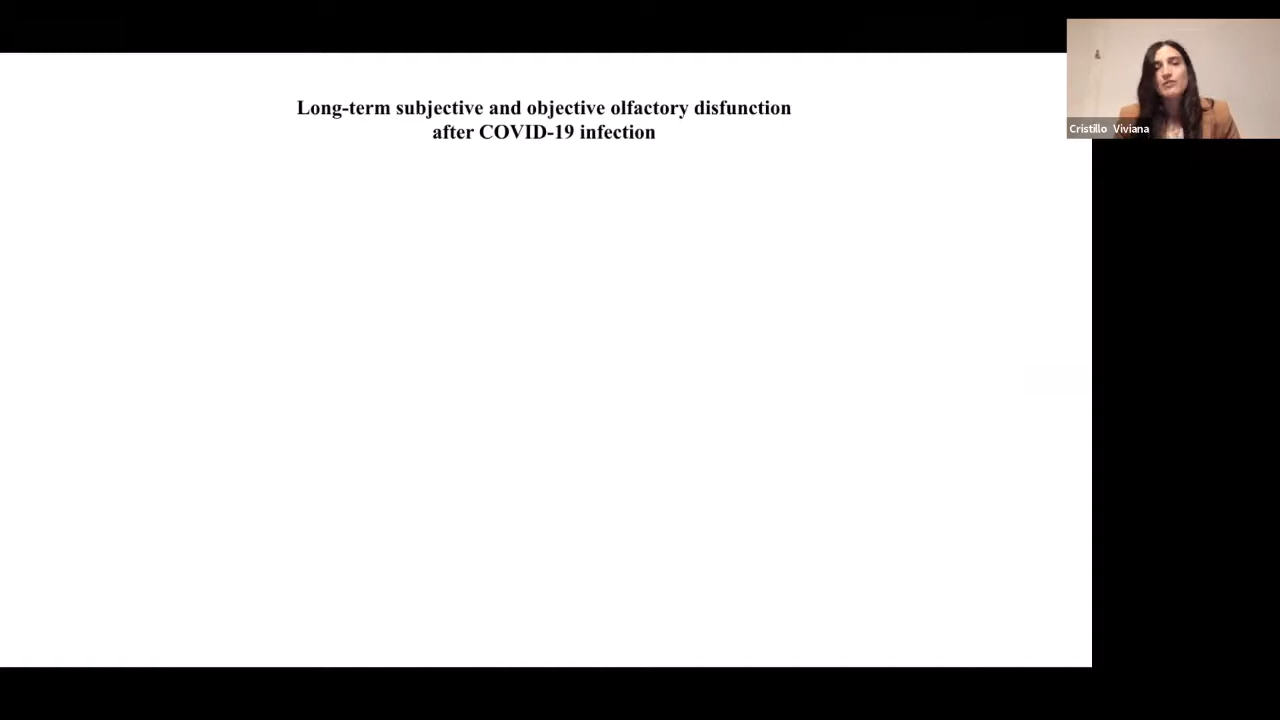 Long-term subjective and objective olfactory disfunction
after COVID-19 infection
Cristillo Viviana